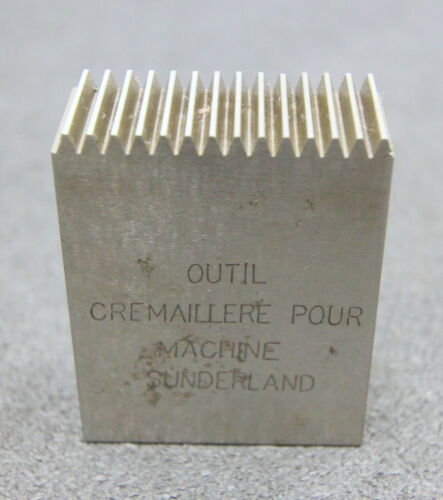 OUTIL
CREMAILLERE POUR
MACHINE
SUNDERLAND